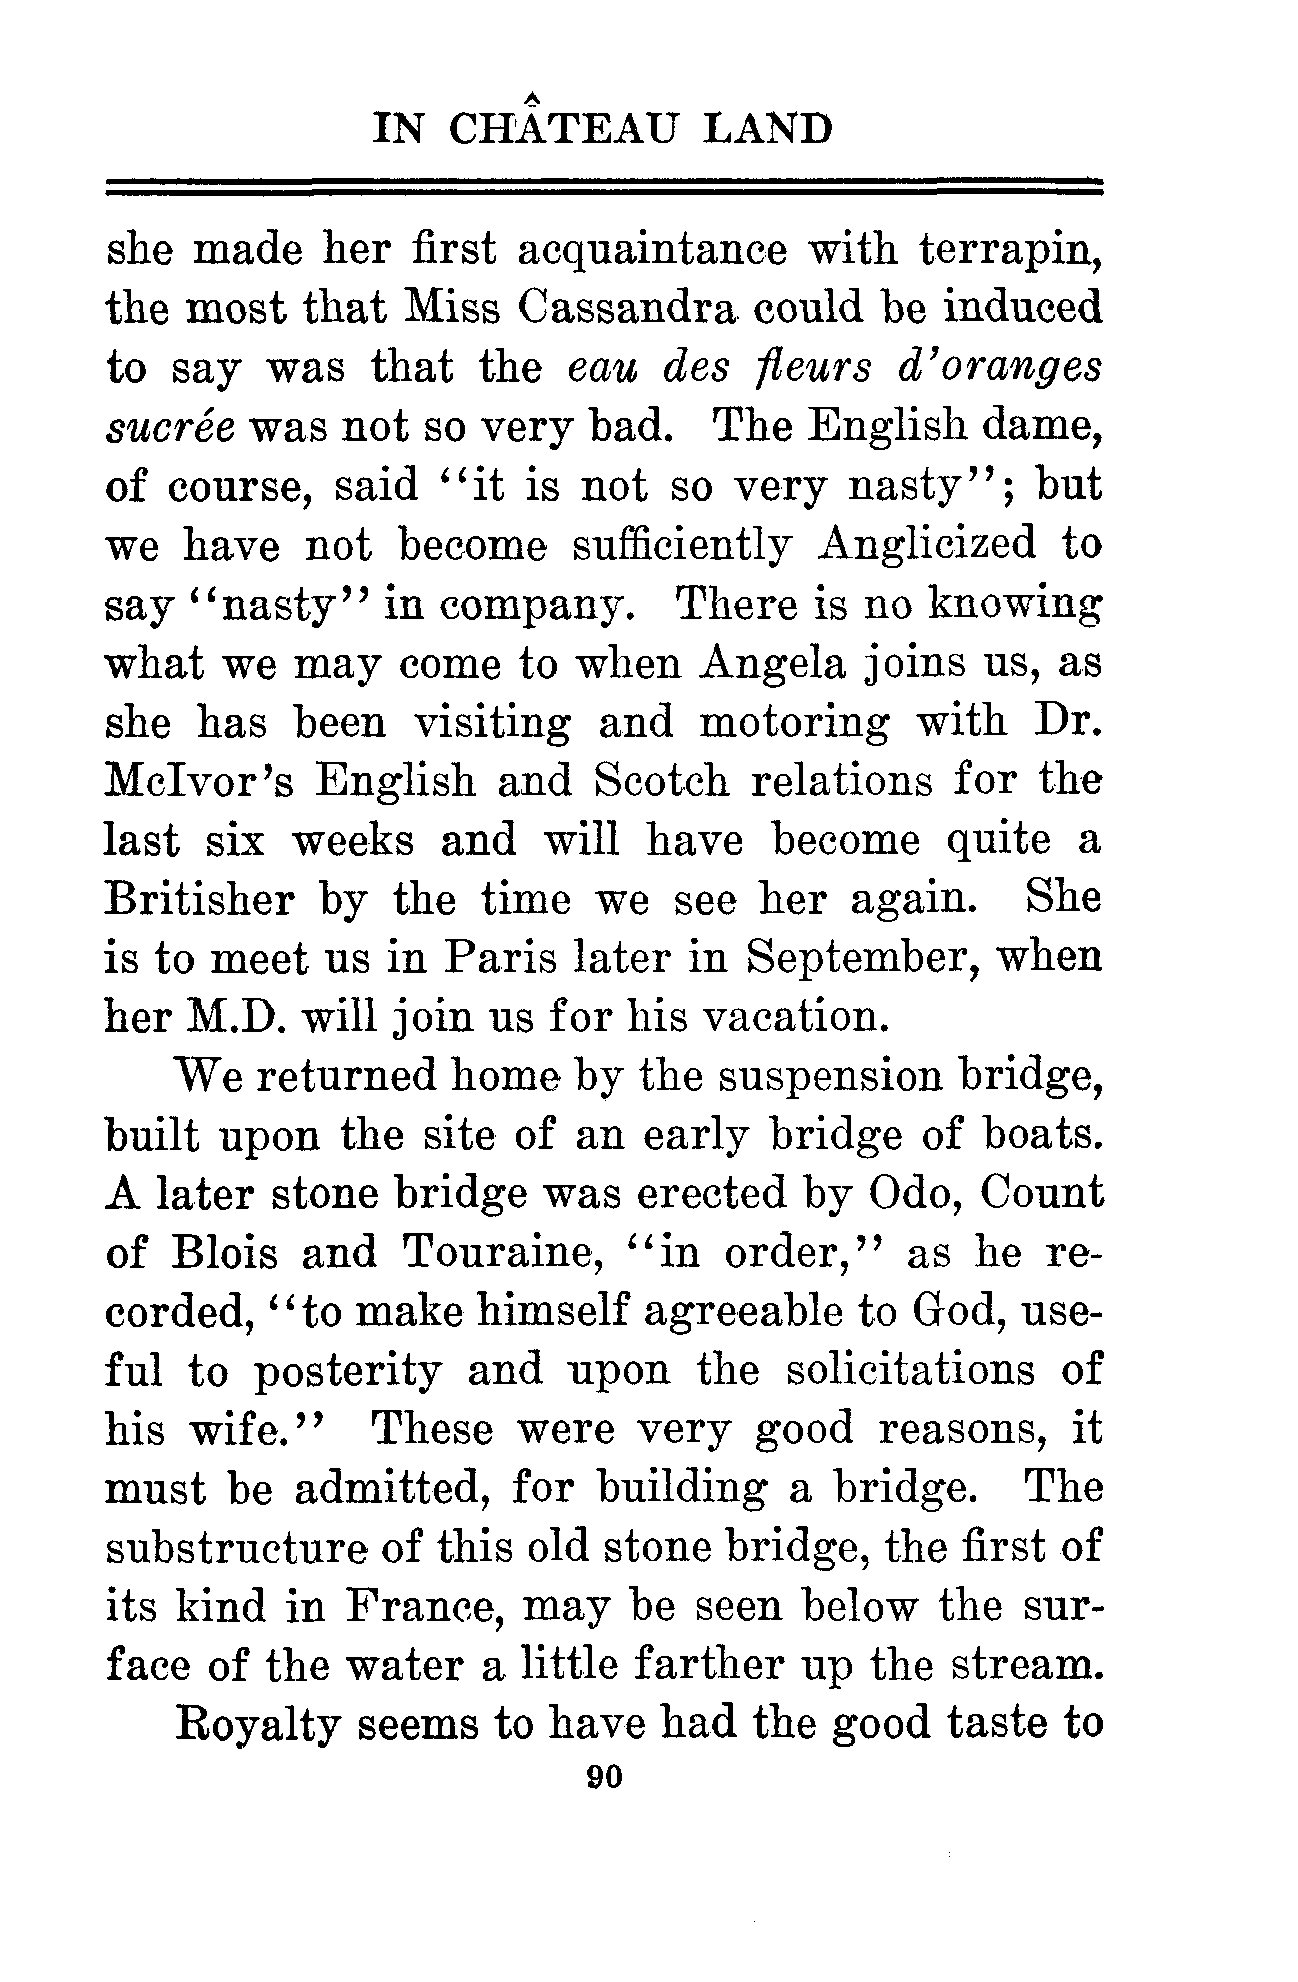 IN CHÂTEAU LAND
she made her first acquaintance with terrapin,
the most that Miss Cassandra could be induced
to say was that the eau des fleurs d'oranges
sucrée was not so very bad. The English dame,
of course, said "it is not so very nasty"; but
we have not become sufficiently Anglicized to
say "nasty" in company. There is no knowing
what we may come to when Angela joins us, as
she has been visiting and motoring with Dr.
McIvor's English and Scotch relations for the
last six weeks and will have become quite a
Britisher by the time we see her again. She
is to meet us in Paris later in September, when
her M.D. will join us for his vacation.
We returned home by the suspension bridge,
built upon the site of an early bridge of boats.
A later stone bridge was erected by Odo, Count
of Blois and Touraine, "in order," as he re-
corded, "to make himself agreeable to God, use-
ful to posterity and upon the solicitations of
his wife." These were very good reasons, it
must be admitted, for building a bridge. The
substructure of this old stone bridge, the first of
its kind in France, may be seen below the sur-
face of the water a little farther up the stream.
Royalty seems to have had the good taste to
90